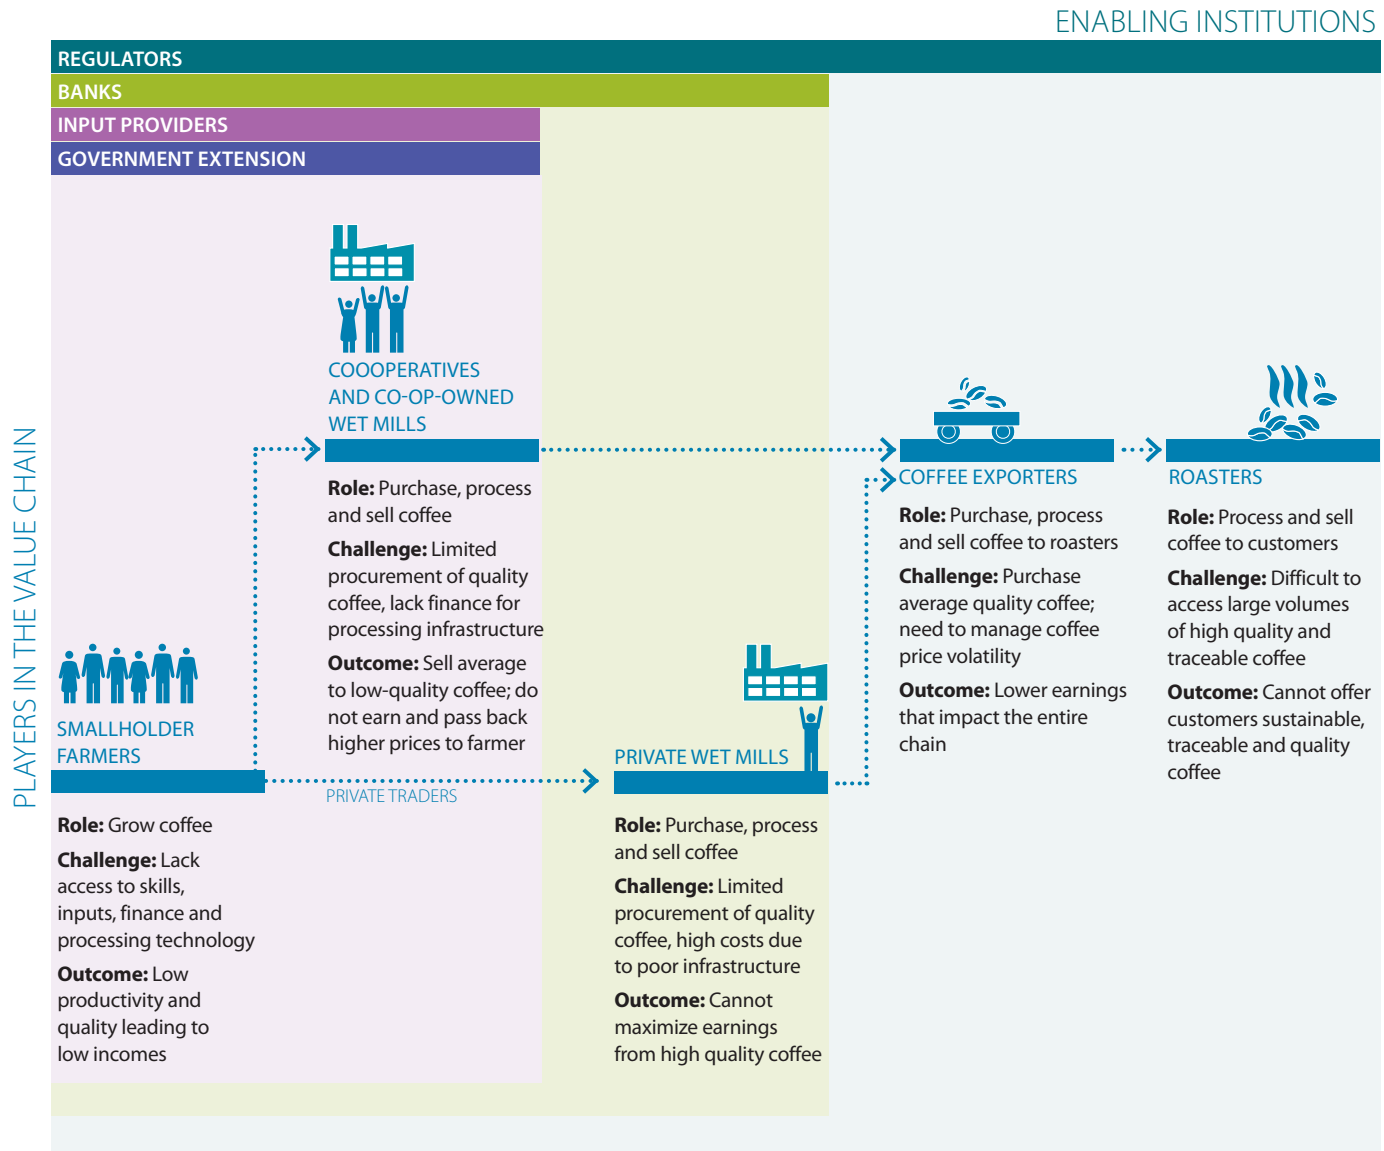 ENABLING INSTITUTIONS
REGULATORS
BANKS
INPUT PROVIDERS
GOVERNMENT EXTENSION
PLAYERS IN THE VALUE CHAIN
SMALLHOLDER
FARMERS
Role: Grow coffee
Challenge: Lack
access to skills,
inputs, finance and
processing technology
Outcome: Low
productivity and
quality leading to
low incomes
COOOPERATIVES
AND CO-OP-OWNED
WET MILLS
Role: Purchase, process
and sell coffee
Challenge: Limited
procurement of quality
coffee, lack finance for
processing infrastructure
Outcome: Sell average
to low-quality coffee; do
not earn and pass back
higher prices to farmer
PRIVATE TRADERS
PRIVATE WET MILLS
Role: Purchase, process
and sell coffee
Challenge: Limited
procurement of quality
coffee, high costs due
to poor infrastructure
Outcome: Cannot
maximize earnings
from high quality coffee
COFFEE EXPORTERS
Role: Purchase, process
and sell coffee to roasters
Challenge: Purchase
average quality coffee;
need to manage coffee
price volatility
Outcome: Lower earnings
that impact the entire
chain
ROASTERS
Role: Process and sell
coffee to customers
Challenge: Difficult to
access large volumes
of high quality and
traceable coffee
Outcome: Cannot offer
customers sustainable,
traceable and quality
coffee